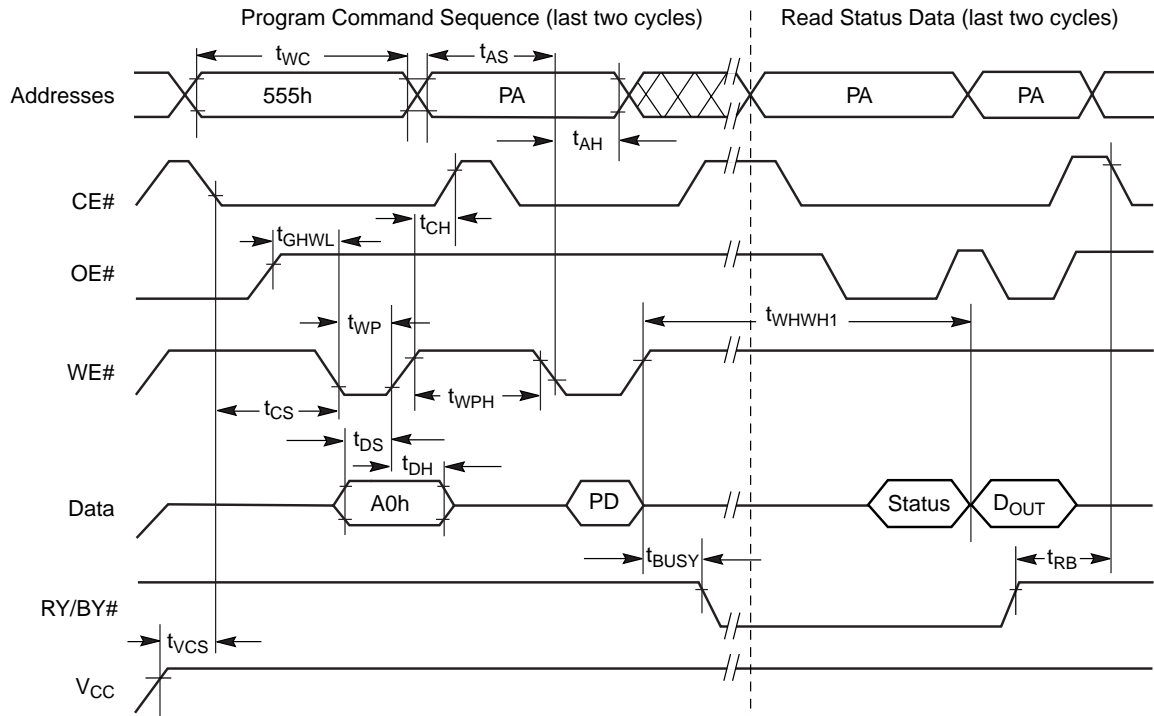 Program Command Sequence (last two cycles)
Read Status Data (last two cycles)
tWC
tAS
Addresses
555h
PA
PA
PA
tAH
CE#
tCH
tGHWL
OE#
tWHWH1
tWP
WE#
tWPH
tCS
tDS
tDH
Data
A0h
PD
Status
DOUT
tBUSY
tRB
RY/BY#
tVCS
VCC